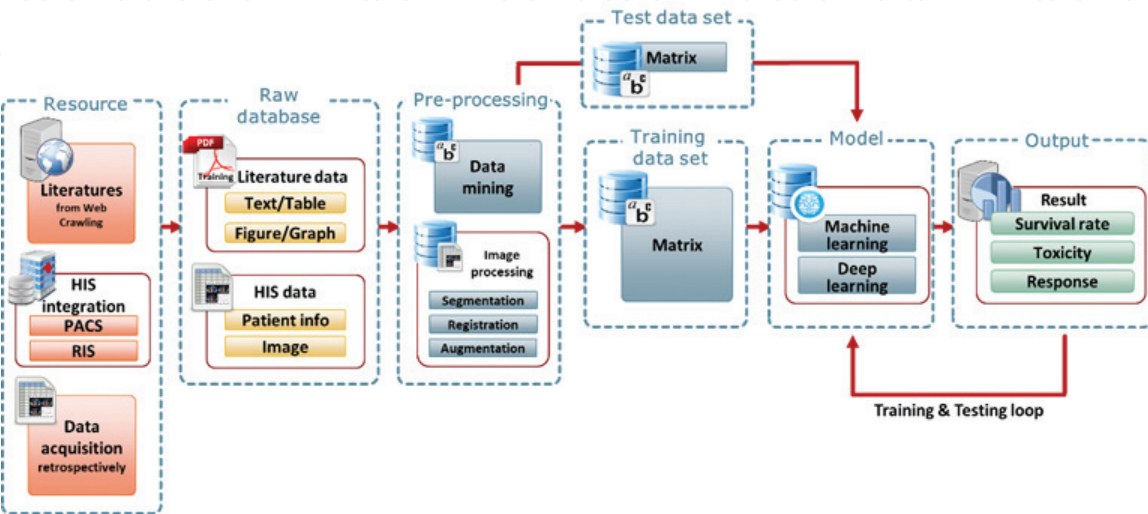 Resource
Literatures
from Web
Crawling
HIS
integration
PACS
RIS
Data
acquisition
retrospectively
Raw
database
PDF
Training
Literature data
Text/Table
Figure/Graph
HIS data
Patient info
Image
Pre-processing
a b c
Data
mining
Image
processing
Segmentation
Registration
Augmentation
Test data set
a b c
Matrix
Training
data set
a b c
Matrix
Model
Machine
learning
Deep
learning
Output
Result
Survival rate
Toxicity
Response
Training & Testing loop